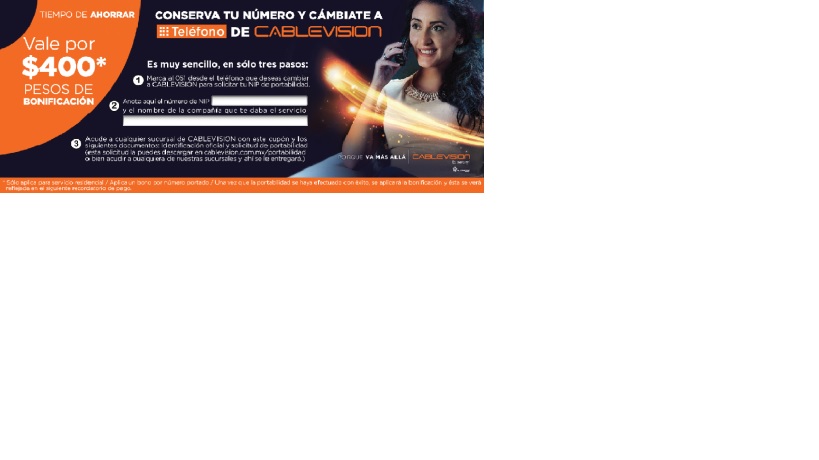 TIEMPO DE AHORRAR
Vale por
$400*
PESOS DE
BONIFICACIÓN
CONSERVA TU NÚMERO Y CÁMBIATE A
Teléfono DE CABLEVISION
Es muy sencillo, en sólo tres pasos:
1 Marca al 051 desde el teléfono que deseas cambiar
a CABLEVISION para solicitar tu NIP de portabilidad.
2 Anota aquí el número de NIP
y el nombre de la compañía que te daba el servicio
3 Acude a cualquier sucursal de CABLEVISION con este cupón y los
siguientes documentos: Identificación oficial y solicitud de portabilidad
(esta solicitud la puedes descargar en cablevision.com.mx/portabilidad
o bien acudir a cualquiera de nuestras sucursales y ahí se le entregará.)
PORQUE VA MÁS ALLÁ CABLEVISION
* Sólo aplica para servicio residencial / Aplica un bono por número portado / Una vez que la portabilidad se haya efectuado con éxito, se aplicará la bonificación y ésta se verá
reflejada en el siguiente recordatorio de pago.